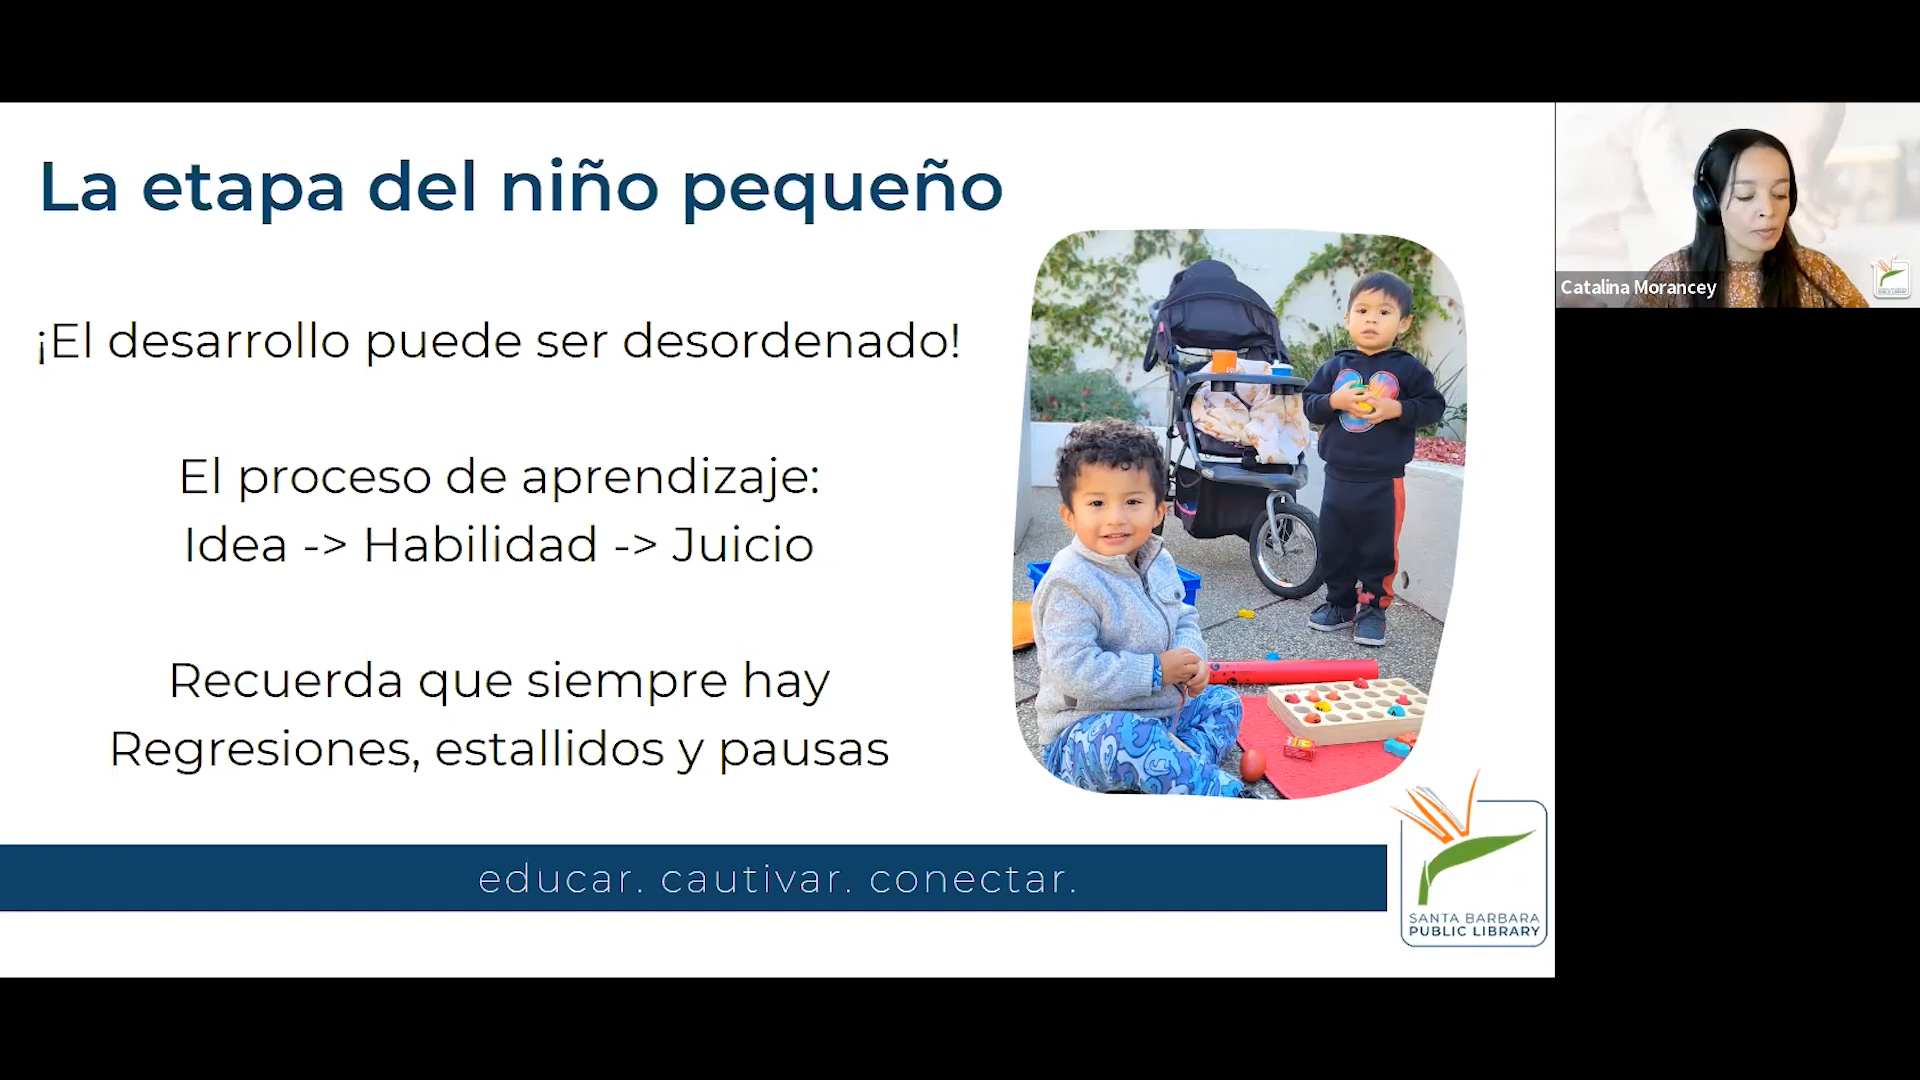 La etapa del niño pequeño
¡El desarrollo puede ser desordenado!
El proceso de aprendizaje:
Idea -> Habilidad -> Juicio
Recuerda que siempre hay
Regresiones, estallidos y pausas
educar. cautivar. conectar.
SANTA BARBARA
PUBLIC LIBRARY
Catalina Morancey